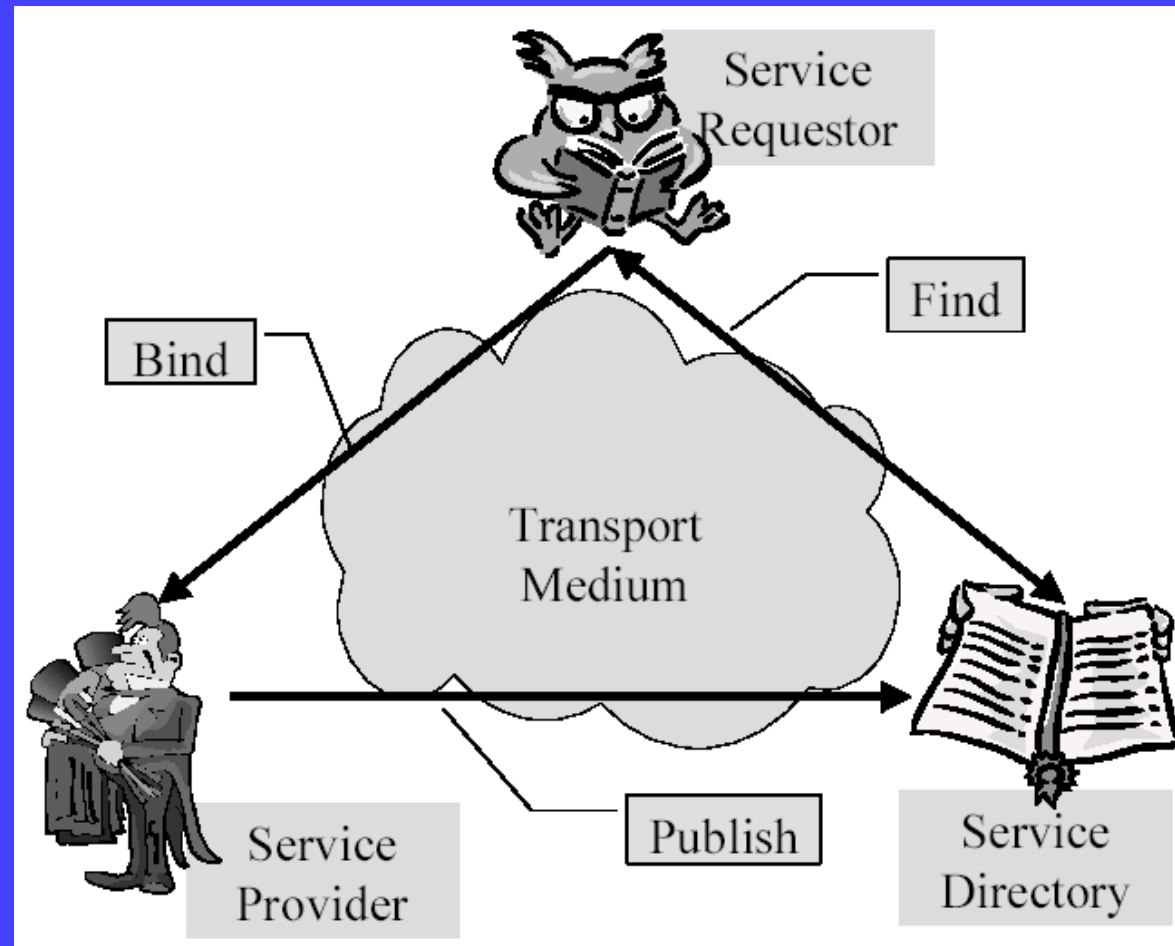 Service
Requestor
Find
Bind
Transport
Medium
Publish
Service
Provider
Service
Directory